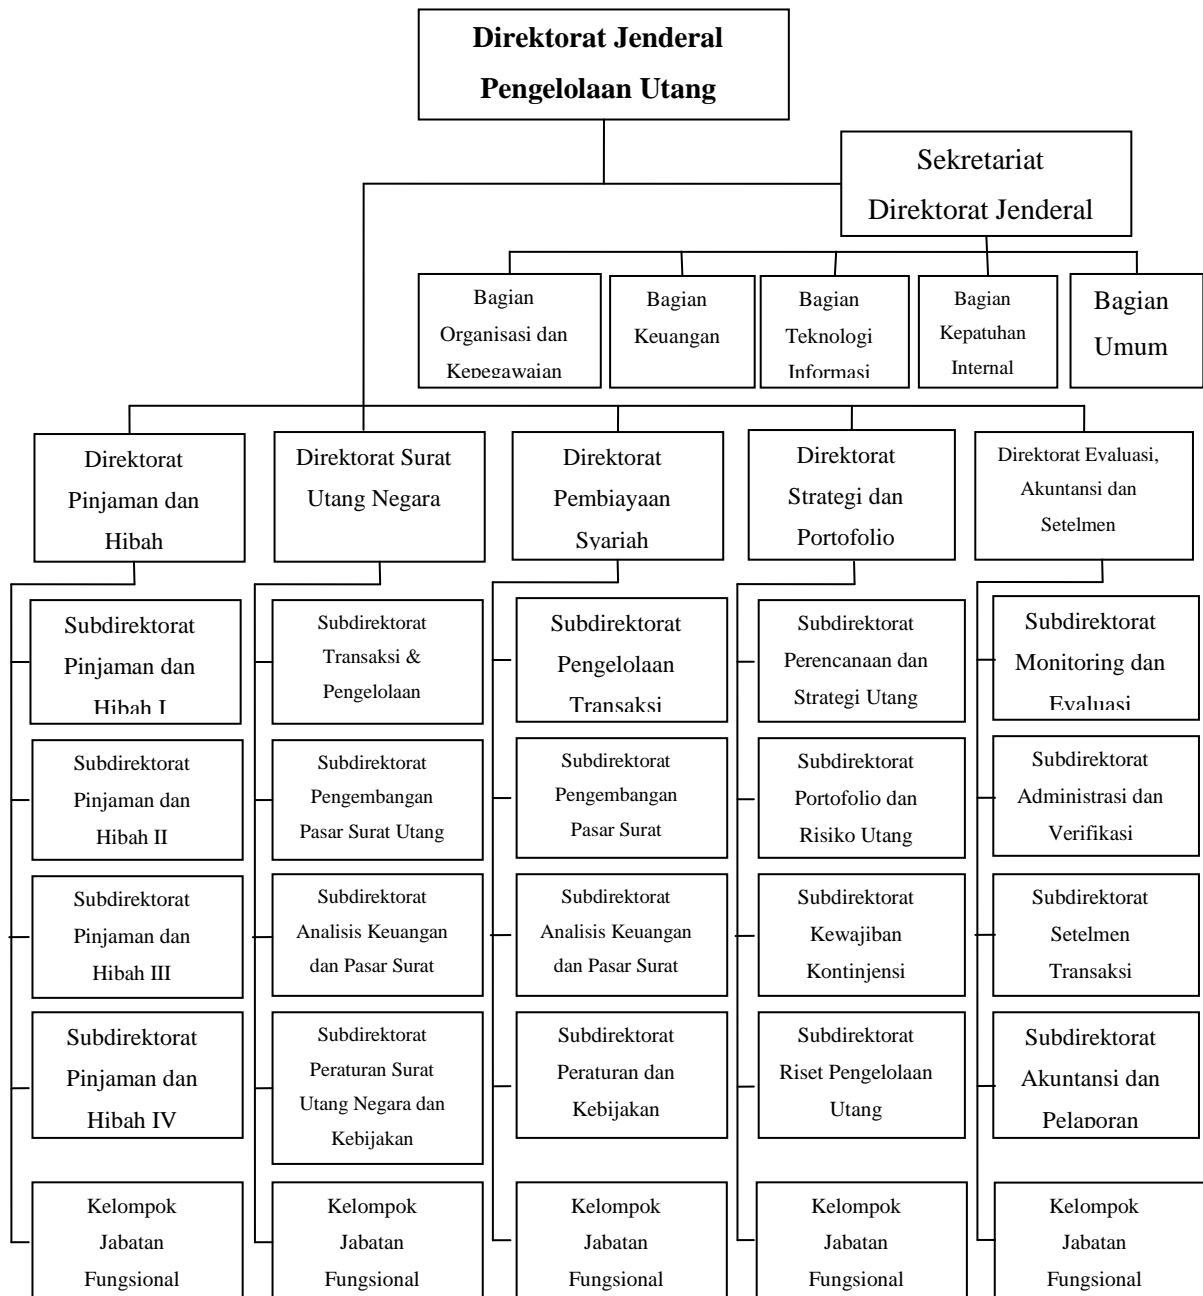 Direktorat Jenderal
Pengelolaan Utang
Sekretariat
Direktorat Jenderal
Bagian
Organisasi dan
Kepegawaian
Bagian
Keuangan
Bagian
Teknologi
Informasi
Bagian
Kepatuhan
Internal
Bagian
Umum
Direktorat
Pinjaman dan
Hibah
Direktorat Surat
Utang Negara
Direktorat
Pembiayaan
Syariah
Direktorat
Strategi dan
Portofolio
Direktorat Evaluasi,
Akuntansi dan
Setelmen
Subdirektorat
Pinjaman dan
Hibah I
Subdirektorat
Transaksi &
Pengelolaan
Subdirektorat
Pengelolaan
Transaksi
Subdirektorat
Perencanaan dan
Strategi Utang
Subdirektorat
Monitoring dan
Evaluasi
Subdirektorat
Pinjaman dan
Hibah II
Subdirektorat
Pengembangan
Pasar Surat Utang
Subdirektorat
Pengembangan
Pasar Surat
Subdirektorat
Portofolio dan
Risiko Utang
Subdirektorat
Administrasi dan
Verifikasi
Subdirektorat
Pinjaman dan
Hibah III
Subdirektorat
Analisis Keuangan
dan Pasar Surat
Subdirektorat
Analisis Keuangan
dan Pasar Surat
Subdirektorat
Kewajiban
Kontinjensi
Subdirektorat
Setelmen
Transaksi
Subdirektorat
Pinjaman dan
Hibah IV
Subdirektorat
Peraturan Surat
Utang Negara dan
Kebijakan
Subdirektorat
Peraturan dan
Kebijakan
Subdirektorat
Riset Pengelolaan
Utang
Subdirektorat
Akuntansi dan
Pelaporan
Kelompok
Jabatan
Fungsional
Kelompok
Jabatan
Fungsional
Kelompok
Jabatan
Fungsional
Kelompok
Jabatan
Fungsional
Kelompok
Jabatan
Fungsional